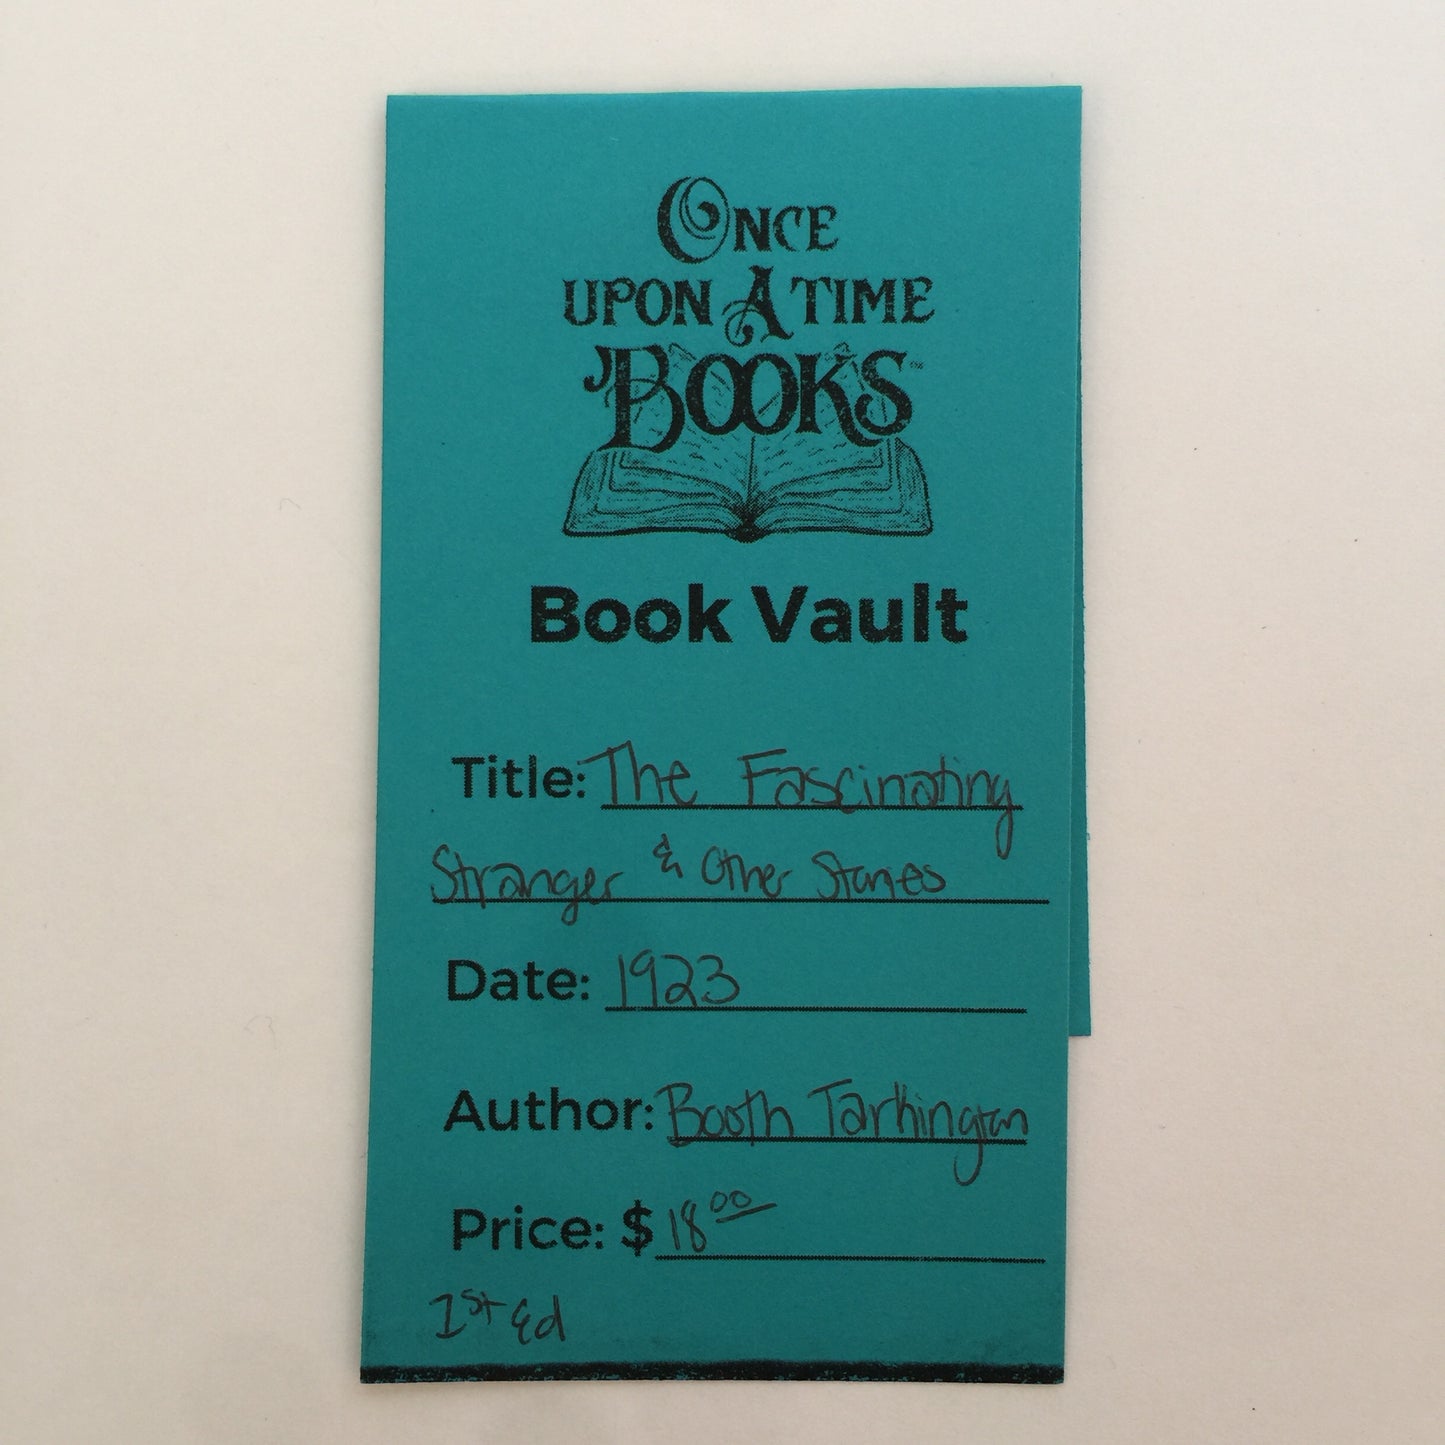 ONCE
UPON A TIME
BOOKS
Book Vault
Title: The Fascinating
Stranger & Other Stories
Date: 1923
Author: Booth Tarkington
Price: $18.00
1st Ed